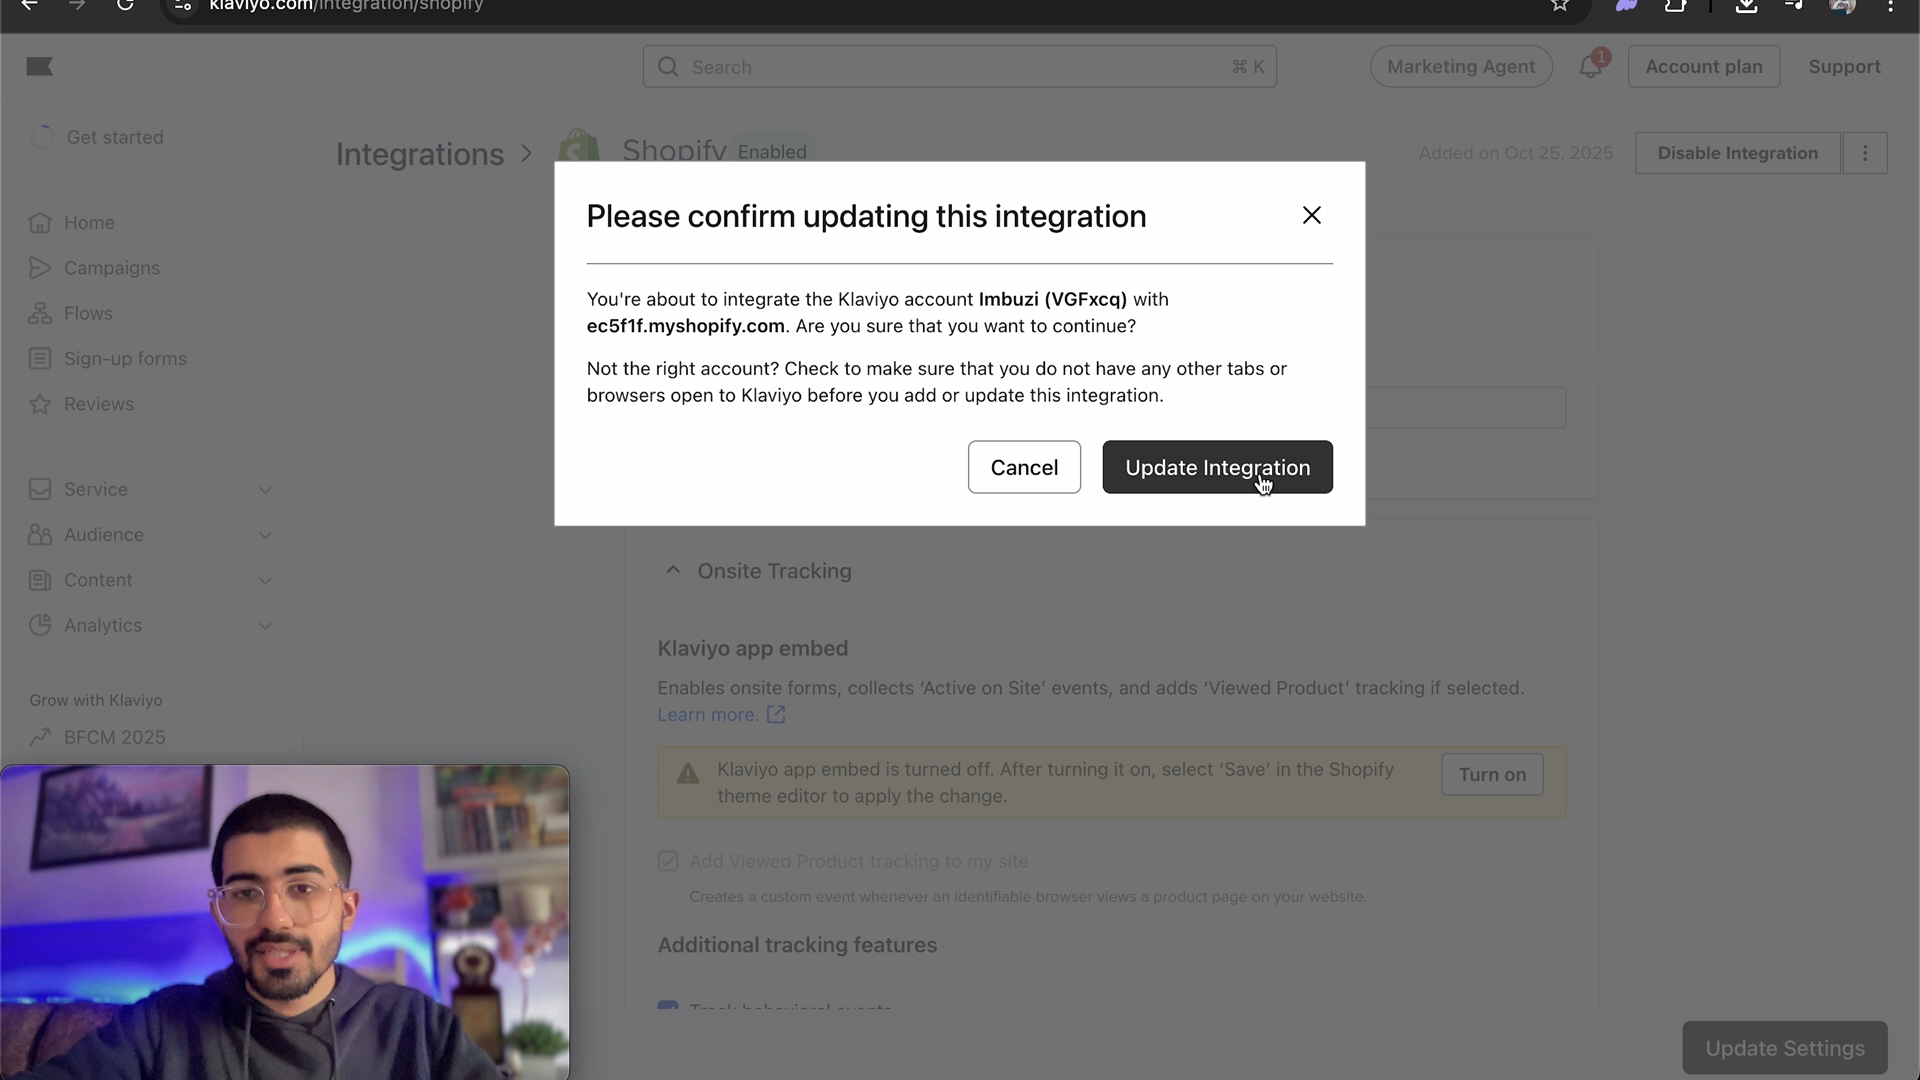 klaviyo.com/integration/shopify
Search
⌘ K
Marketing Agent
1
Account plan
Support
Get started
Integrations
Shopify
Enabled
Added on Oct 25, 2025
Disable Integration
Please confirm updating this integration
You're about to integrate the Klaviyo account Imbuzi (VGFxcq) with
ec5f1f.myshopify.com. Are you sure that you want to continue?
Not the right account? Check to make sure that you do not have any other tabs or
browsers open to Klaviyo before you add or update this integration.
Cancel
Update Integration
Home
Campaigns
Flows
Sign-up forms
Reviews
Service
Audience
Content
Analytics
Grow with Klaviyo
BFCM 2025
Onsite Tracking
Klaviyo app embed
Enables onsite forms, collects ‘Active on Site’ events, and adds ‘Viewed Product’ tracking if selected.
Learn more.
Klaviyo app embed is turned off. After turning it on, select ‘Save’ in the Shopify
theme editor to apply the change.
Turn on
Add Viewed Product tracking to my site
Creates a custom event whenever an identifiable browser views a product page on your website.
Additional tracking features
Track behavioral events
Update Settings